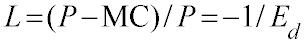 L = (P – MC) / P = –1 / E_d